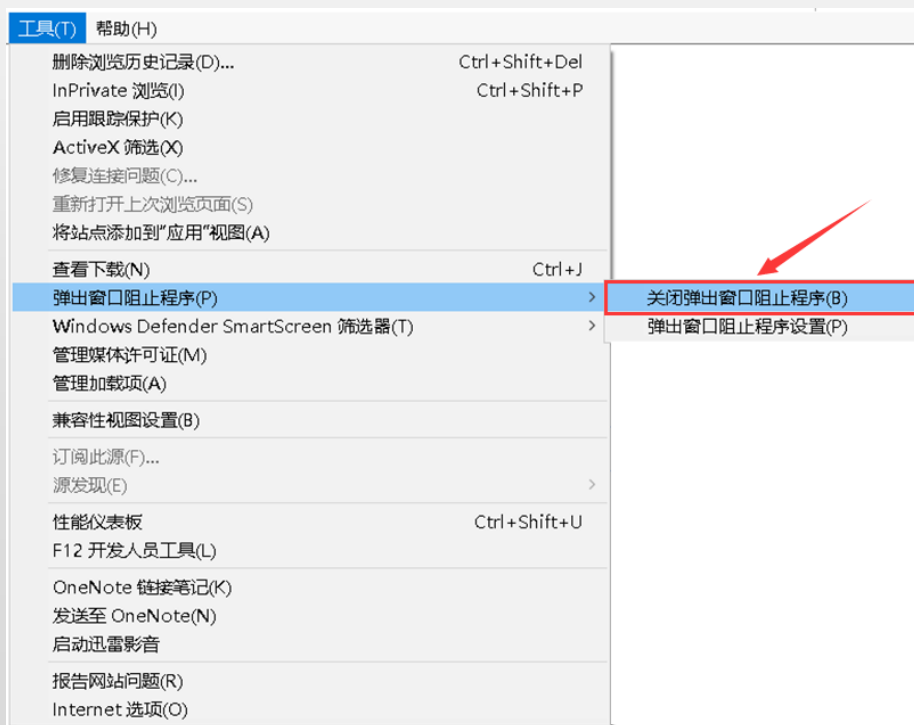 工具(T) 帮助(H)
删除浏览历史记录(D)... Ctrl+Shift+Del
InPrivate 浏览(I) Ctrl+Shift+P
启用跟踪保护(K)
ActiveX 筛选(X)
修复连接问题(C)...
重新打开上次浏览页面(S)
将站点添加到“应用”视图(A)
查看下载(N) Ctrl+J
弹出窗口阻止程序(P) > 关闭弹出窗口阻止程序(B)
Windows Defender SmartScreen 筛选器(T) > 弹出窗口阻止程序设置(P)
管理媒体许可证(M)
管理加载项(A)
兼容性视图设置(B)
订阅此源(F)...
源发现(E) >
性能仪表板 Ctrl+Shift+U
F12 开发人员工具(L)
OneNote 链接笔记(K)
发送至 OneNote(N)
启动迅雷影音
报告网站问题(R)
Internet 选项(O)